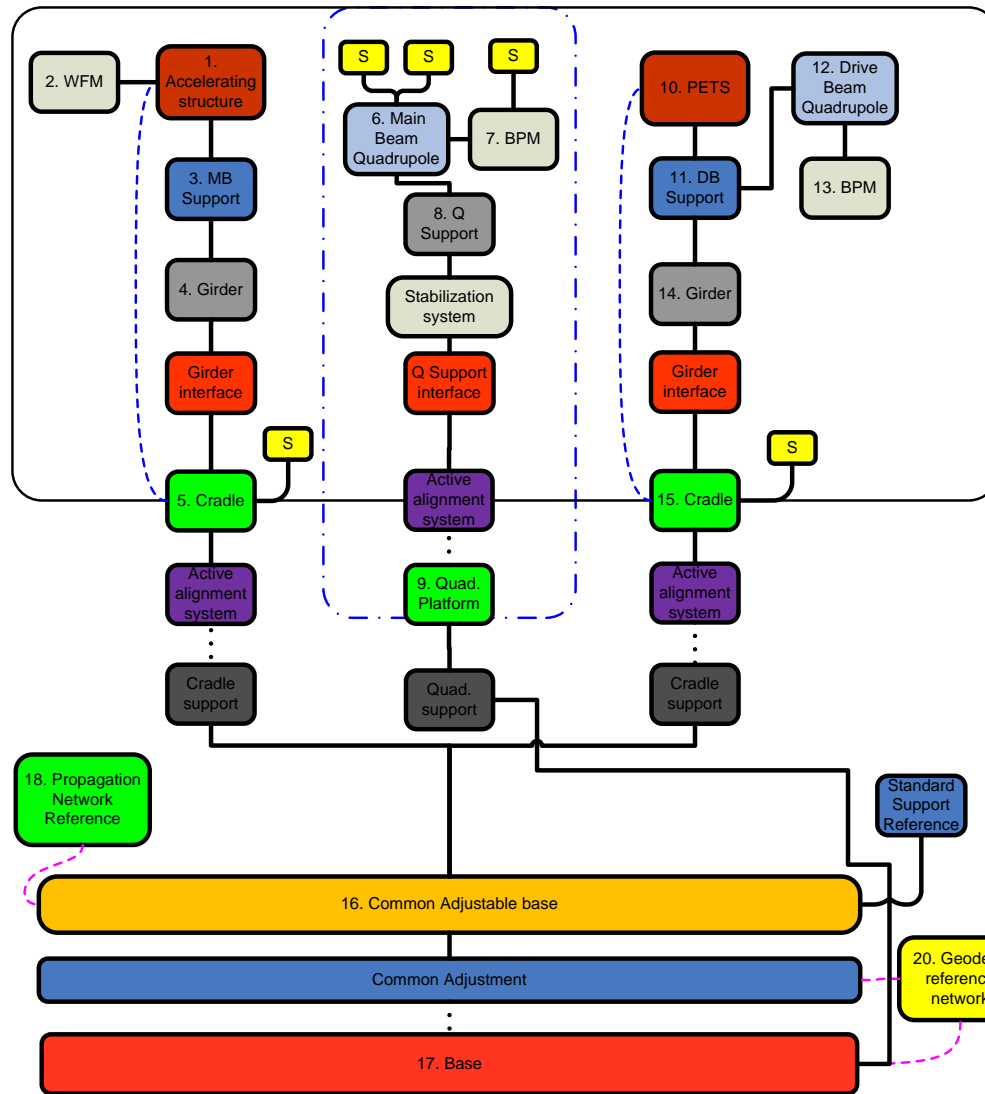 S
S
S
2. WFM
1.
Accelerating
structure
6. Main
Beam
Quadrupole
7. BPM
10. PETS
12. Drive
Beam
Quadrupole
3. MB
Support
8. Q
Support
11. DB
Support
13. BPM
4. Girder
Stabilization
system
14. Girder
Girder
interface
Q Support
interface
Girder
interface
S
S
5. Cradle
Active
alignment
system
15. Cradle
Active
alignment
system
9. Quad.
Platform
Active
alignment
system
Cradle
support
Quad.
support
Cradle
support
18. Propagation
Network
Reference
Standard
Support
Reference
16. Common Adjustable base
Common Adjustment
20. Geode
referenc
network
17. Base